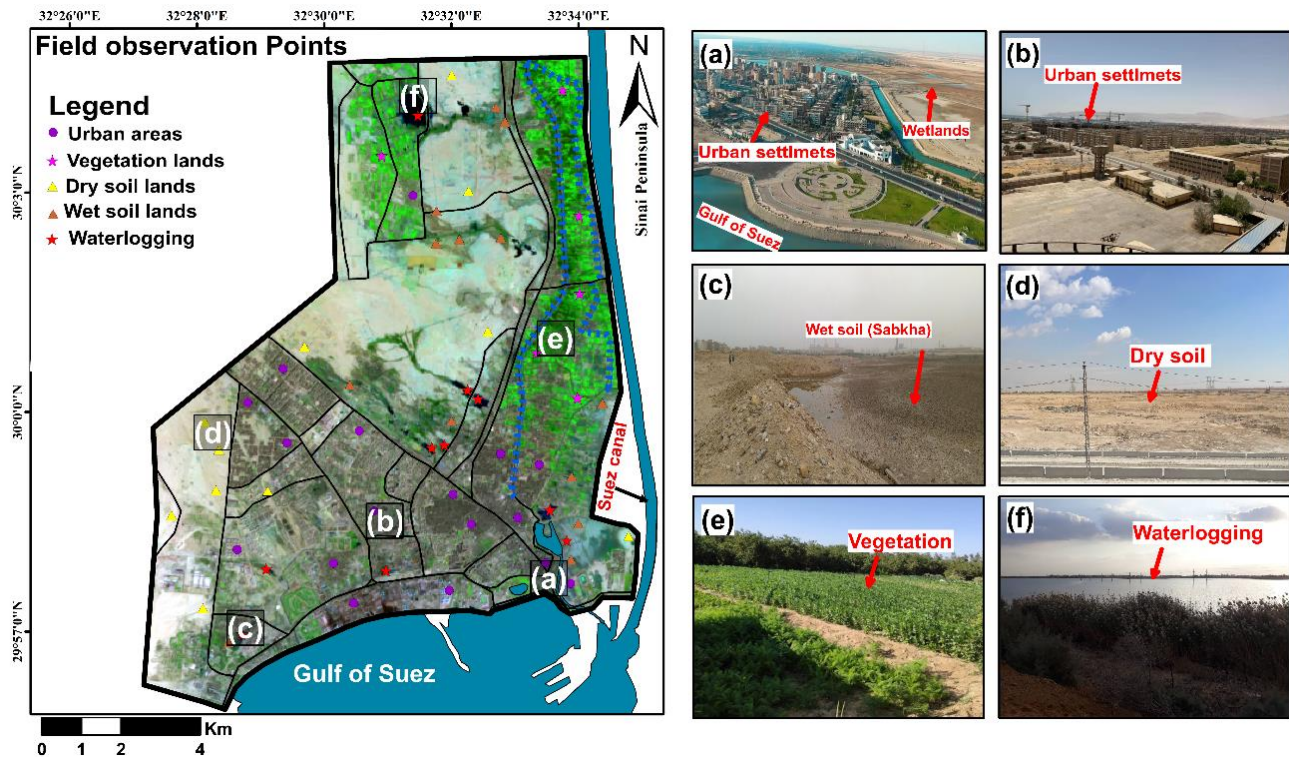 32°26'0"E 32°28'0"E 32°30'0"E 32°32'0"E 32°34'0"E
Field observation Points
N
Legend
Urban areas
Vegetation lands
Dry soil lands
Wet soil lands
Waterlogging
30°3'0"N
30°0'0"N
29°57'0"N
Sinai Peninsula
Suez canal
(f)
(e)
(d)
(b)
(a)
(c)
Gulf of Suez
Km
0 1 2 4
(a)
Urban settlmets
Wetlands
Gulf of Suez
(b)
Urban settlmets
(c)
Wet soil (Sabkha)
(d)
Dry soil
(e)
Vegetation
(f)
Waterlogging